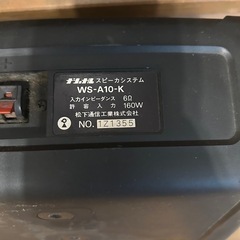 ナショナル スピーカシステム
WS-A10-K
入力インピーダンス 6Ω
許容入力 160W
松下通信工業株式会社
NO. 1Z1355